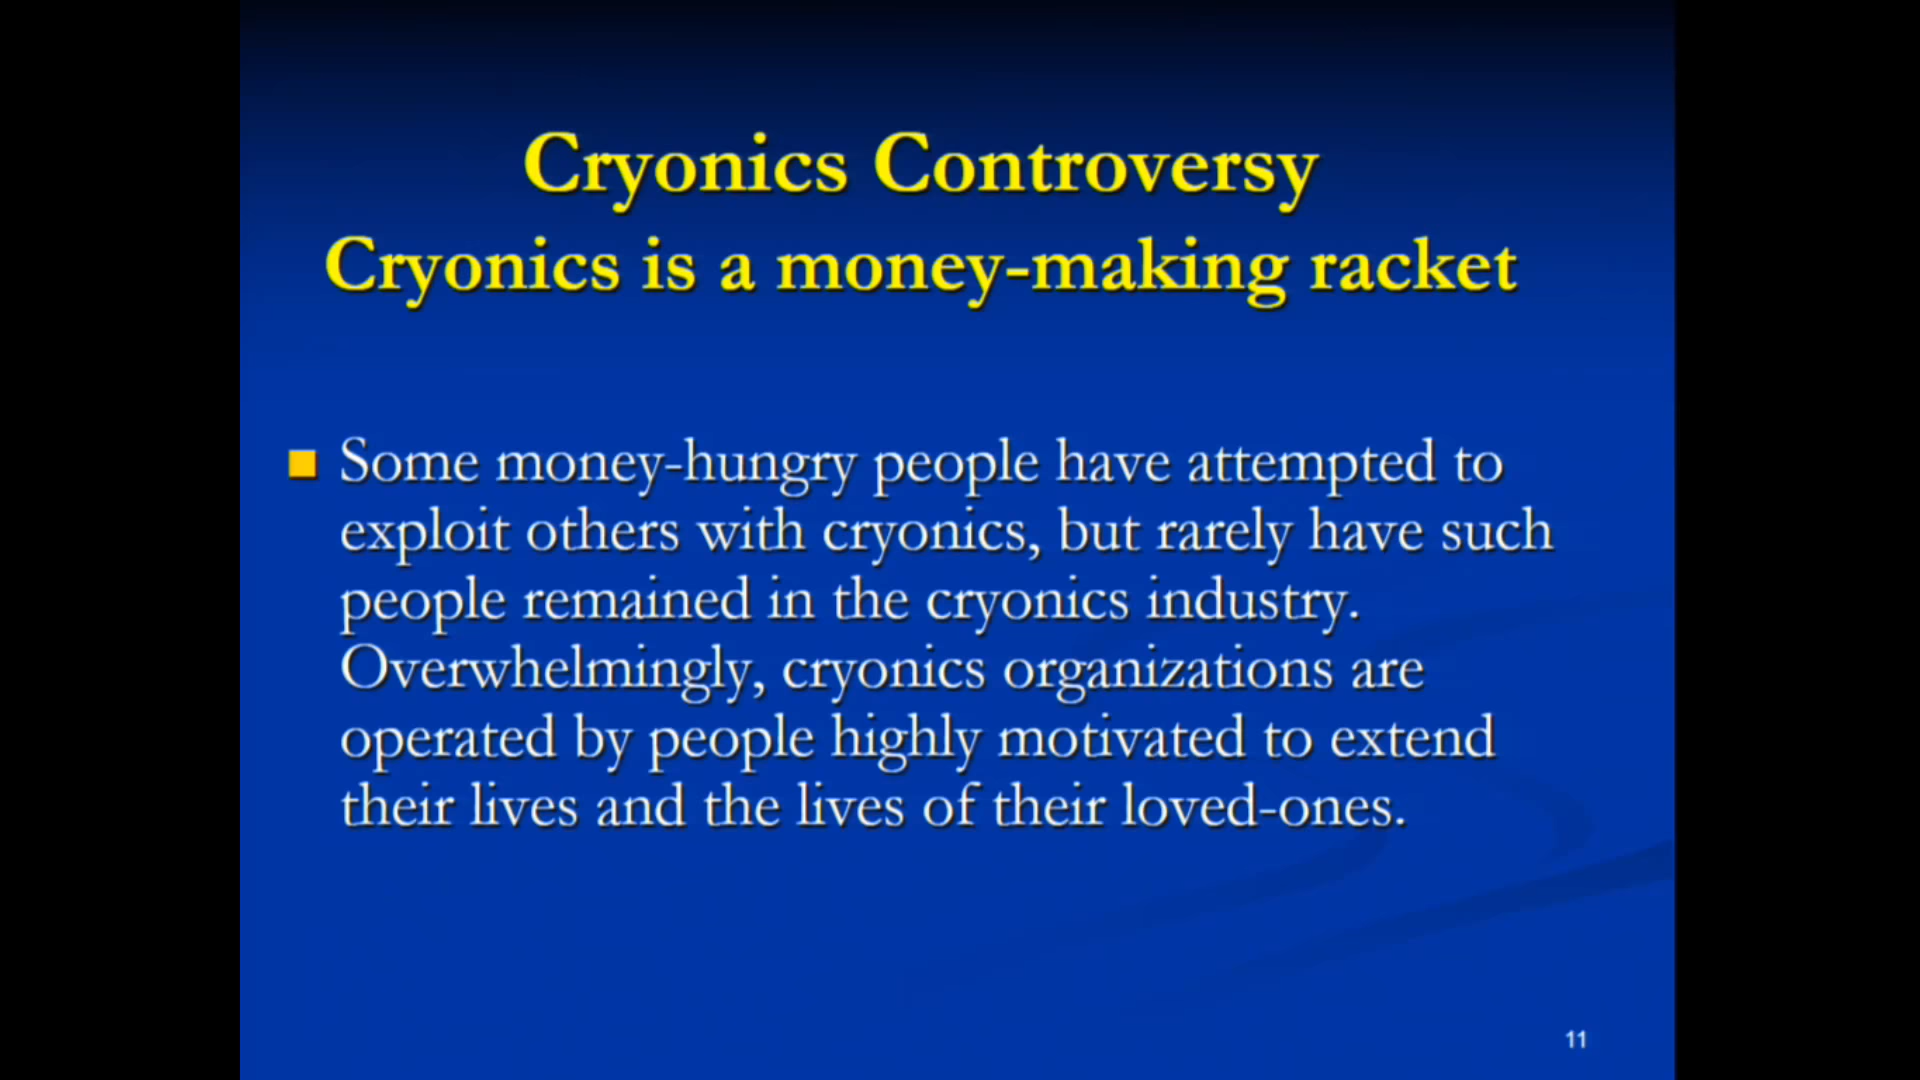 Cryonics Controversy
Cryonics is a money-making racket
Some money-hungry people have attempted to
exploit others with cryonics, but rarely have such
people remained in the cryonics industry.
Overwhelmingly, cryonics organizations are
operated by people highly motivated to extend
their lives and the lives of their loved-ones.
11